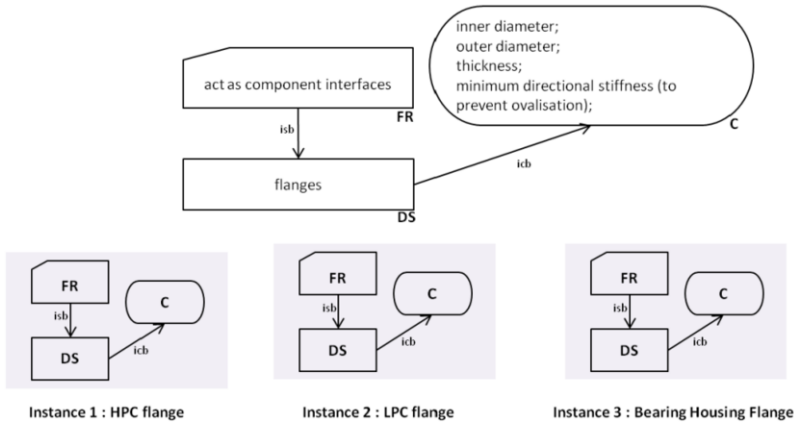 inner diameter;
outer diameter;
thickness;
minimum directional stiffness (to
prevent ovalisation);
C
act as component interfaces
FR
isb
icb
flanges
DS
FR
C
isb
icb
DS
FR
C
isb
icb
DS
FR
C
isb
icb
DS
Instance 1 : HPC flange
Instance 2 : LPC flange
Instance 3 : Bearing Housing Flange